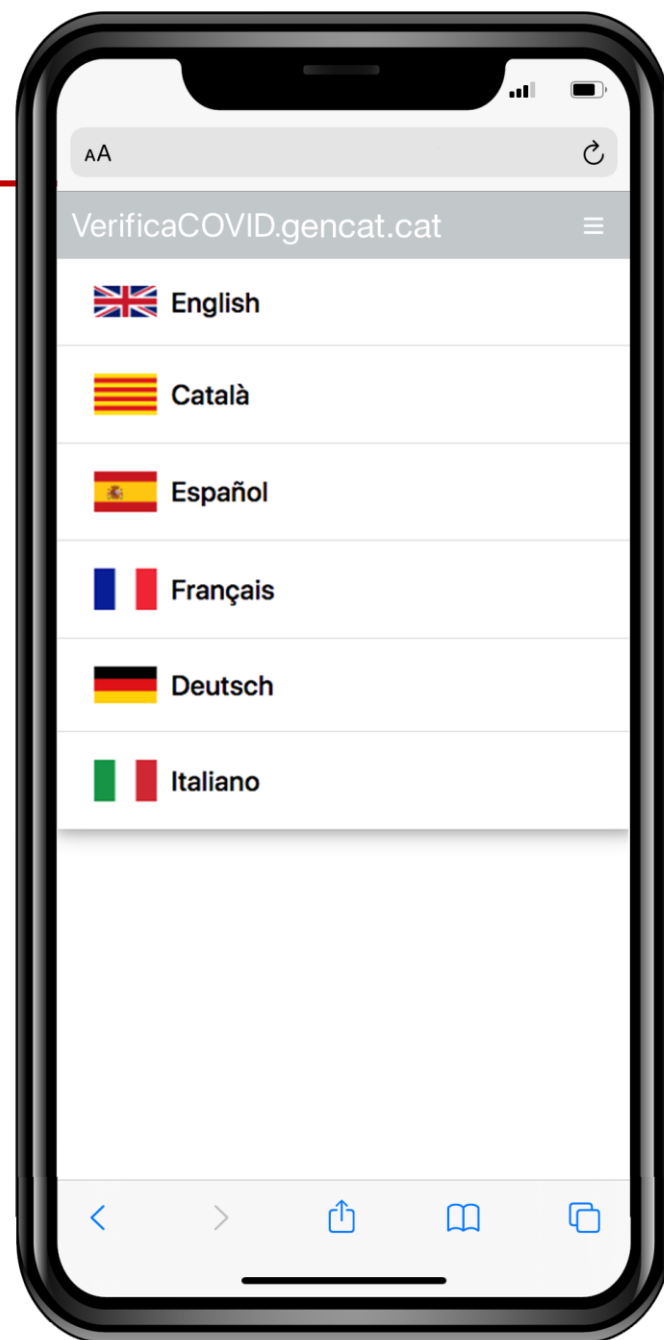 AA
VerificaCOVID.gencat.cat
English
Català
Español
Français
Deutsch
Italiano